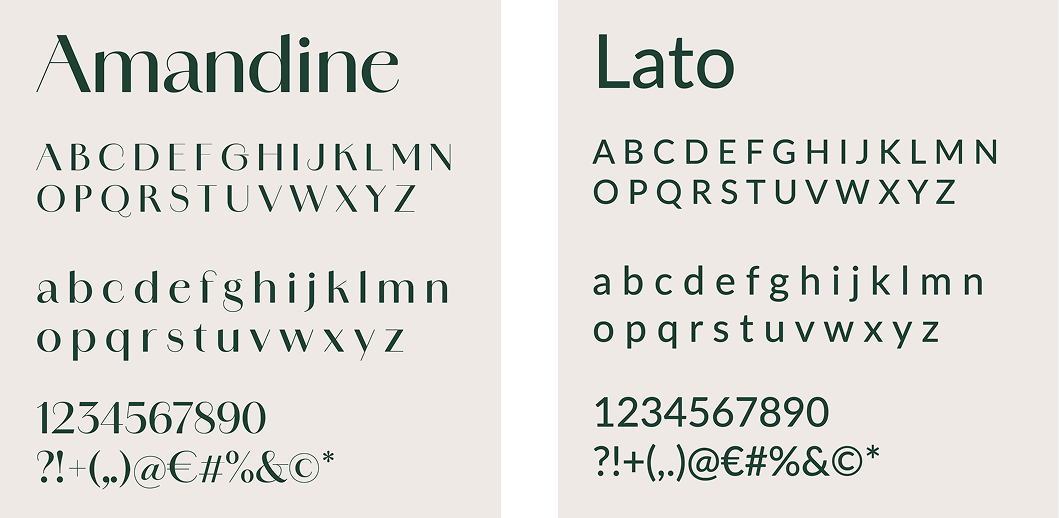 Amandine
ABCDEFGHIJKLMN
OPQRSTUVWXYZ
abcdefghijklmn
opqrstuvwxyz
1234567890
?!+(,.)@€#%&©*
Lato
ABCDEFGHIJKLMN
OPQRSTUVWXYZ
abcdefghijklmn
opqrstuvwxyz
1234567890
?!+(,.)@€#%&©*